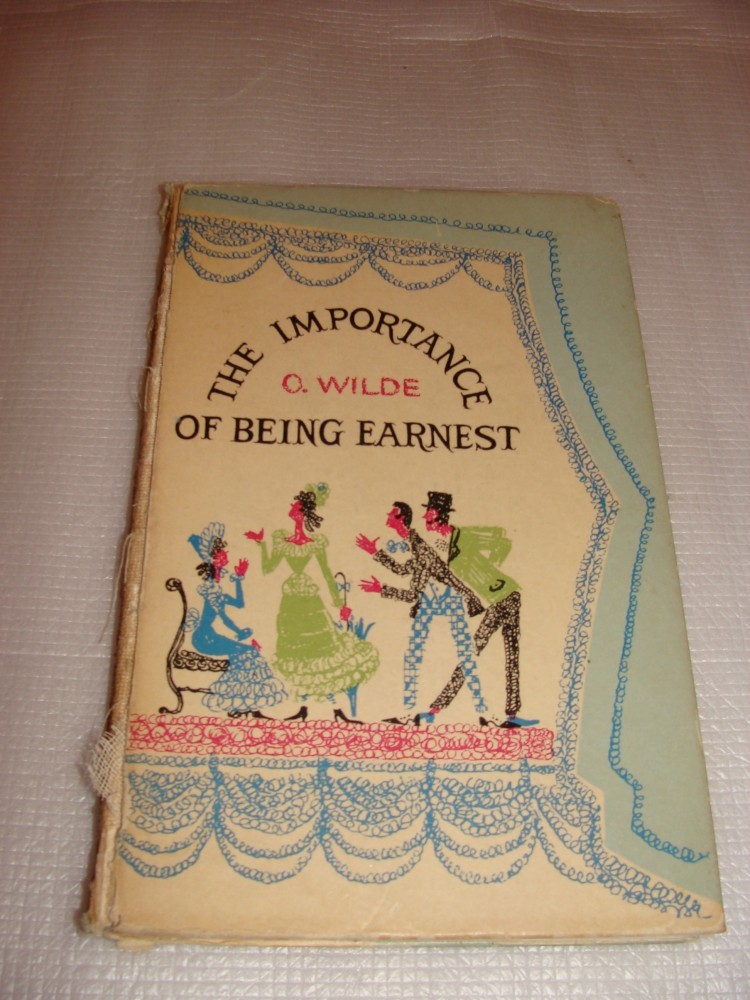 THE IMPORTANCE
O. WILDE
OF BEING EARNEST